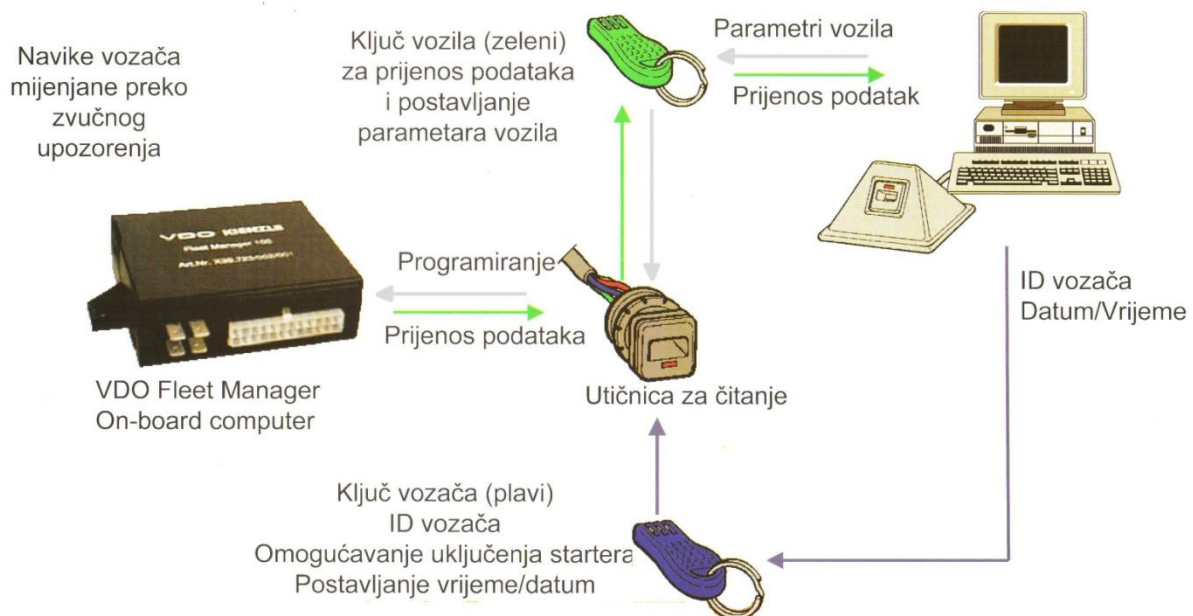 Navike vozača
mijenjane preko
zvučnog
upozorenja
Ključ vozila (zeleni)
za prijenos podataka
i postavljanje
parametara vozila
Parametri vozila
Prijenos podatak
VDO KIENZLE
Fleet Manager 100
Programiranje
Prijenos podataka
ID vozača
Datum/Vrijeme
VDO Fleet Manager
On-board computer
Utičnica za čitanje
Ključ vozača (plavi)
ID vozača
Omogućavanje uključenja startera
Postavljanje vrijeme/datum